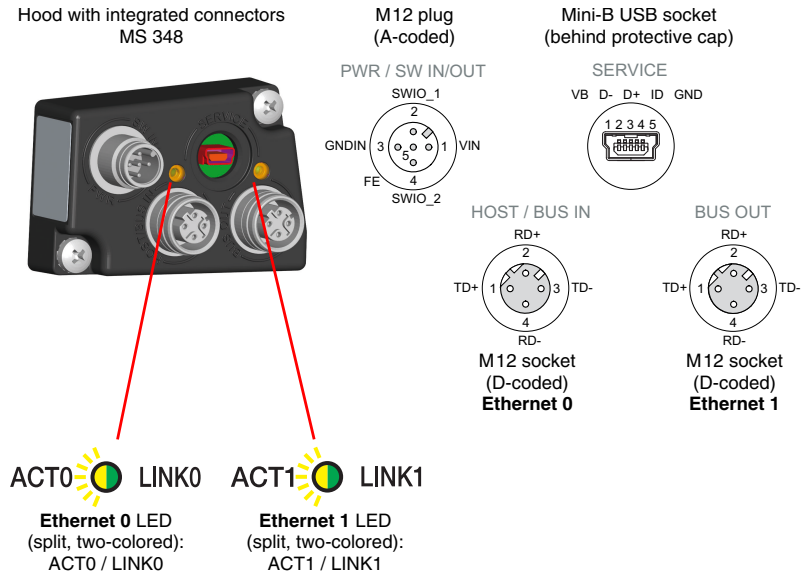 Hood with integrated connectors
MS 348
M12 plug
(A-coded)
Mini-B USB socket
(behind protective cap)
PWR / SW IN/OUT
SWIO_1
2
GNDIN 3 5 1 VIN
FE
4
SWIO_2
SERVICE
VB D- D+ ID GND
1 2 3 4 5
SERVICE
HOST / BUS IN
RD+
2
TD+ 1 3 TD-
4
RD-
M12 socket
(D-coded)
Ethernet 0
BUS OUT
RD+
2
TD+ 1 3 TD-
4
RD-
M12 socket
(D-coded)
Ethernet 1
ACT0 LINK0
Ethernet 0 LED
(split, two-colored):
ACT0 / LINK0
ACT1 LINK1
Ethernet 1 LED
(split, two-colored):
ACT1 / LINK1